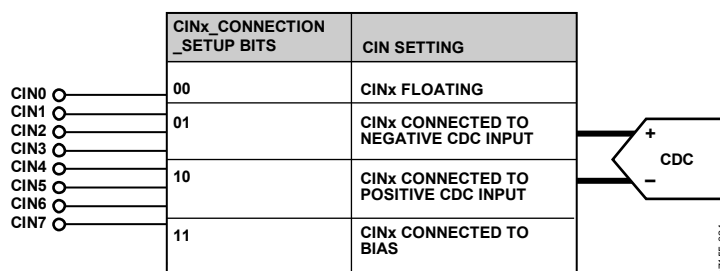 CINx_CONNECTION
_SETUP BITS
CIN SETTING
00
CINx FLOATING
01
CINx CONNECTED TO
NEGATIVE CDC INPUT
10
CINx CONNECTED TO
POSITIVE CDC INPUT
11
CINx CONNECTED TO
BIAS
CIN0
CIN1
CIN2
CIN3
CIN4
CIN5
CIN6
CIN7
+
CDC
–